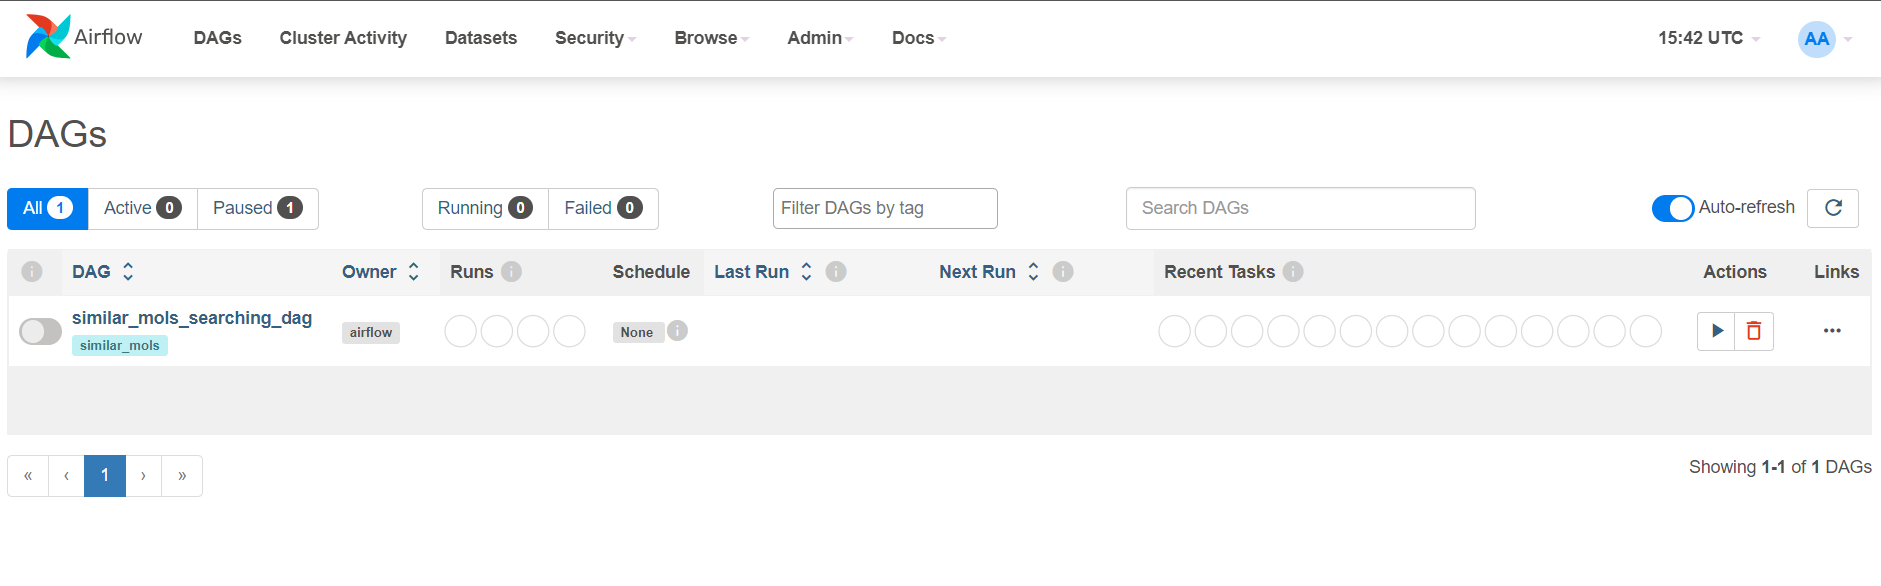 Airflow DAGs Cluster Activity Datasets Security Browse Admin Docs 15:42 UTC AA
DAGs
All 1 Active 0 Paused 1 Running 0 Failed 0 Filter DAGs by tag Search DAGs Auto-refresh
i DAG Owner Runs i Schedule Last Run i Next Run i Recent Tasks i Actions Links
similar_mols_searching_dag airflow None i
similar_mols
« ‹ 1 › » Showing 1-1 of 1 DAGs